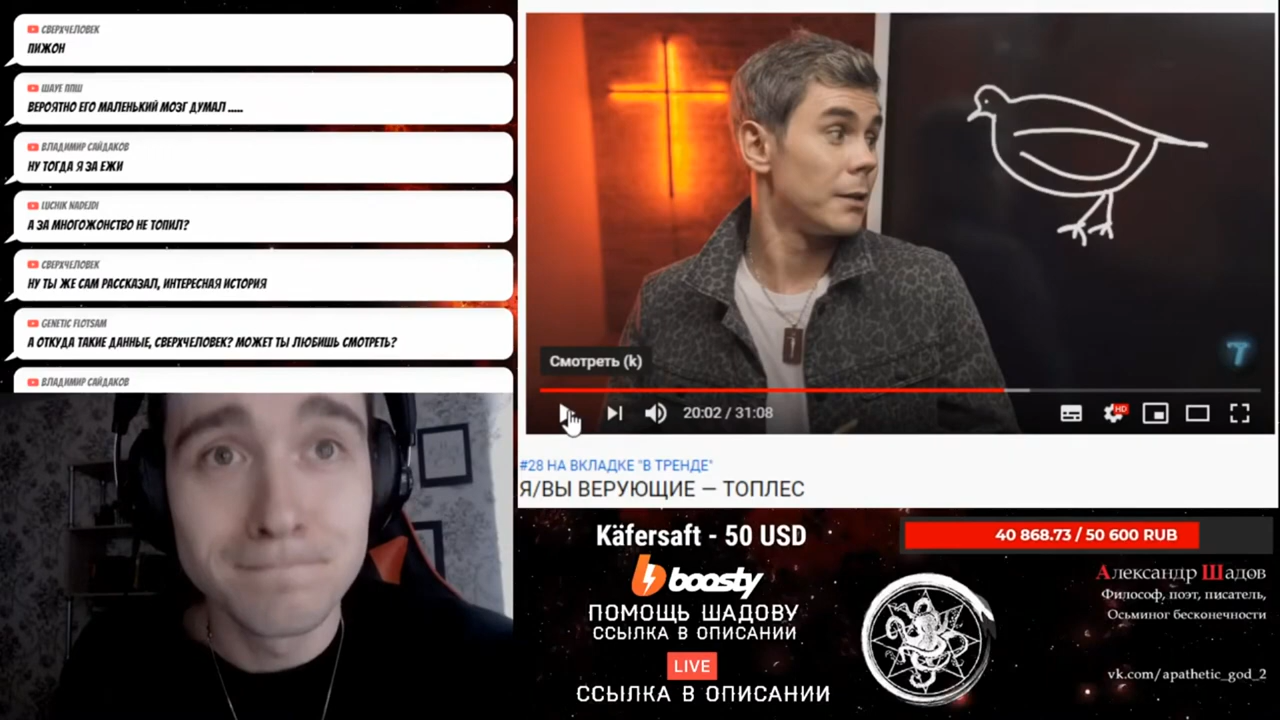 СВЕРХЧЕЛОВЕК
ПИЖОН
ШАУЕ ППШ
ВЕРОЯТНО ЕГО МАЛЕНЬКИЙ МОЗГ ДУМАЛ .....
ВЛАДИМИР САЙДАКОВ
НУ ТОГДА Я ЗА ЕЖИ
LUCHIK NADEJDI
А ЗА МНОГОЖОНСТВО НЕ ТОПИЛ?
СВЕРХЧЕЛОВЕК
НУ ТЫ ЖЕ САМ РАССКАЗАЛ, ИНТЕРЕСНАЯ ИСТОРИЯ
GENETIC FLOTSAM
А ОТКУДА ТАКИЕ ДАННЫЕ, СВЕРХЧЕЛОВЕК? МОЖЕТ ТЫ ЛЮБИШЬ СМОТРЕТЬ?
ВЛАДИМИР САЙДАКОВ
Смотреть (k)
20:02 / 31:08
HD
#28 НА ВКЛАДКЕ "В ТРЕНДЕ"
Я/ВЫ ВЕРУЮЩИЕ — ТОПЛЕС
Käfersaft - 50 USD
40 868.73 / 50 600 RUB
boosty
ПОМОЩЬ ШАДОВУ
ССЫЛКА В ОПИСАНИИ
LIVE
ССЫЛКА В ОПИСАНИИ
Александр Шадов
Философ, поэт, писатель,
Осьминог бесконечности
vk.com/apathetic_god_2